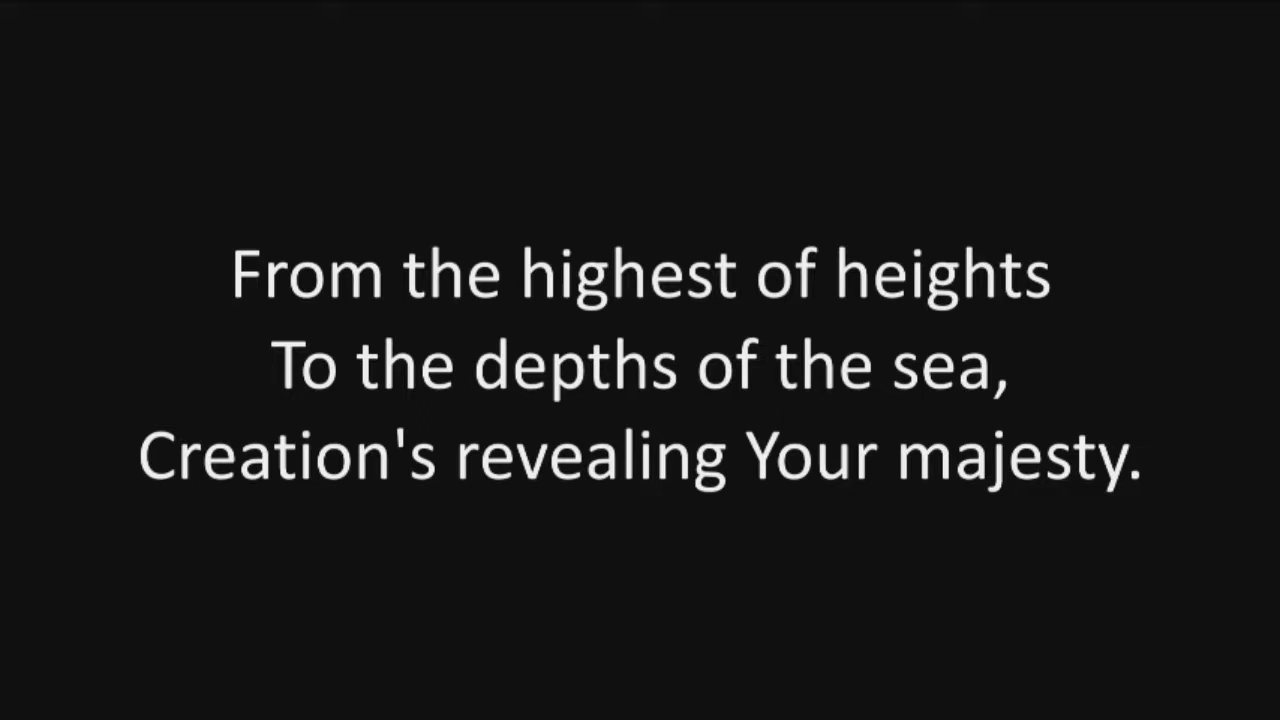 From the highest of heights
To the depths of the sea,
Creation's revealing Your majesty.